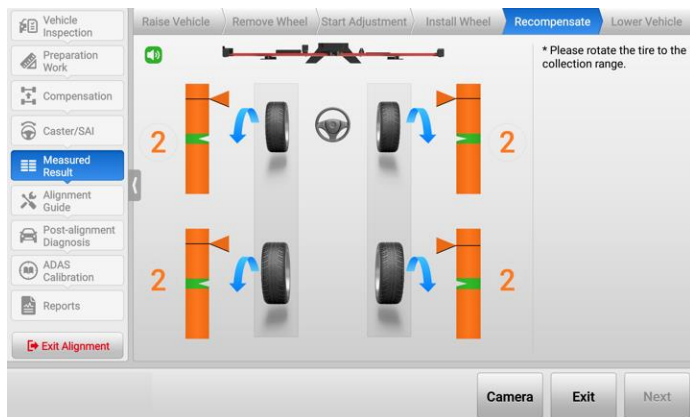 Vehicle
Inspection
Preparation
Work
Compensation
Caster/SAI
Measured
Result
Alignment
Guide
Post-alignment
Diagnosis
ADAS
Calibration
Reports
Exit Alignment
Raise Vehicle
Remove Wheel
Start Adjustment
Install Wheel
Recompensate
Lower Vehicle
* Please rotate the tire to the
collection range.
2
2
2
2
Camera
Exit
Next